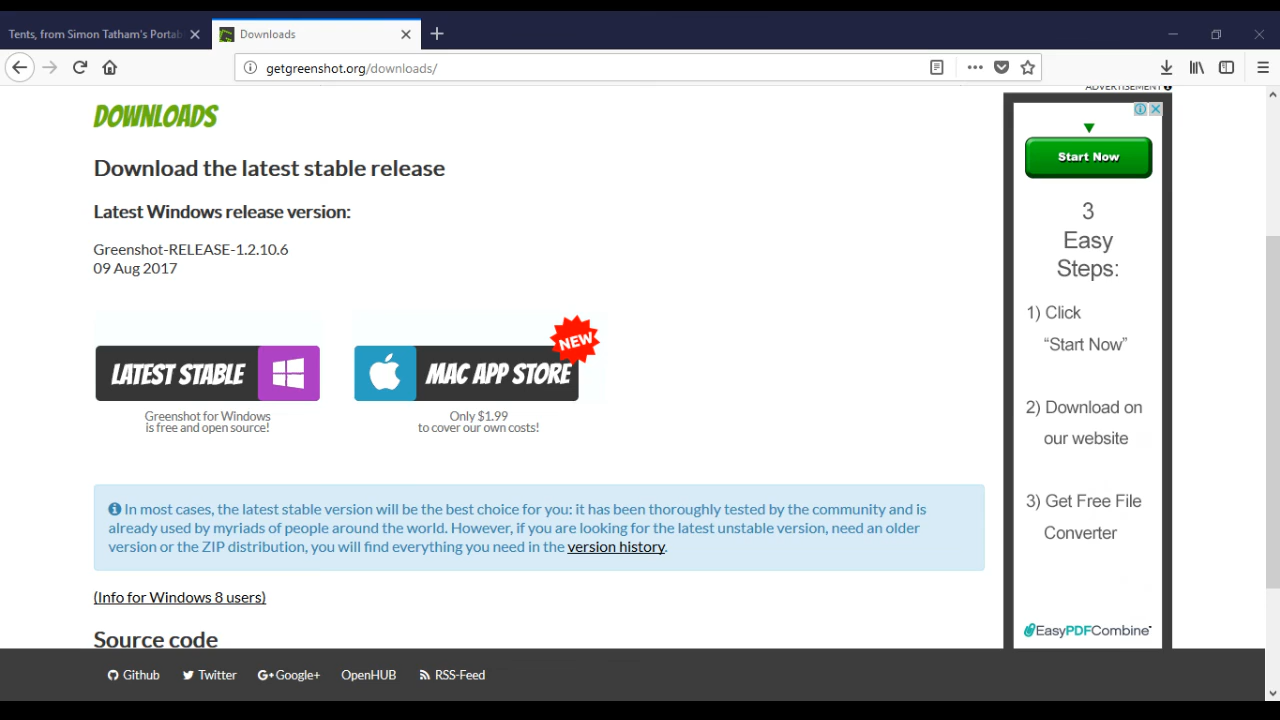 Tents, from Simon Tatham's Portab
Downloads
getgreenshot.org/downloads/
ADVERTISEMENT
DOWNLOADS
Download the latest stable release
Latest Windows release version:
Greenshot-RELEASE-1.2.10.6
09 Aug 2017
LATEST STABLE
Greenshot for Windows
is free and open source!
NEW
MAC APP STORE
Only $1.99
to cover our own costs!
In most cases, the latest stable version will be the best choice for you: it has been thoroughly tested by the community and is
already used by myriads of people around the world. However, if you are looking for the latest unstable version, need an older
version or the ZIP distribution, you will find everything you need in the version history.
(Info for Windows 8 users)
Source code
Start Now
3
Easy
Steps:
1) Click
“Start Now”
2) Download on
our website
3) Get Free File
Converter
EasyPDFCombine
Github
Twitter
G+ Google+
OpenHUB
RSS-Feed